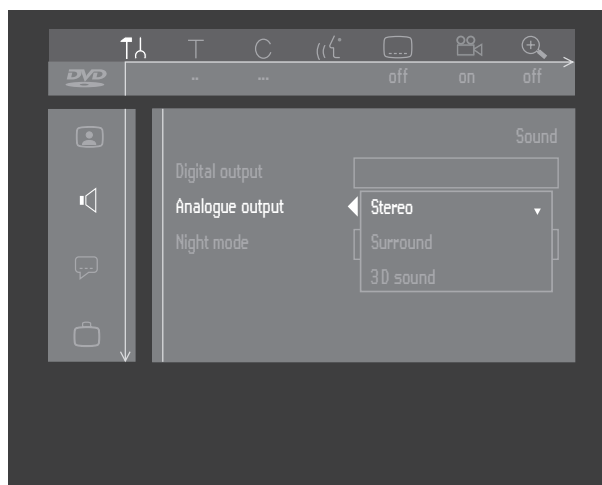 T C
DVD .. ... off on off
Sound
Digital output
Analogue output Stereo
Night mode Surround
3D sound